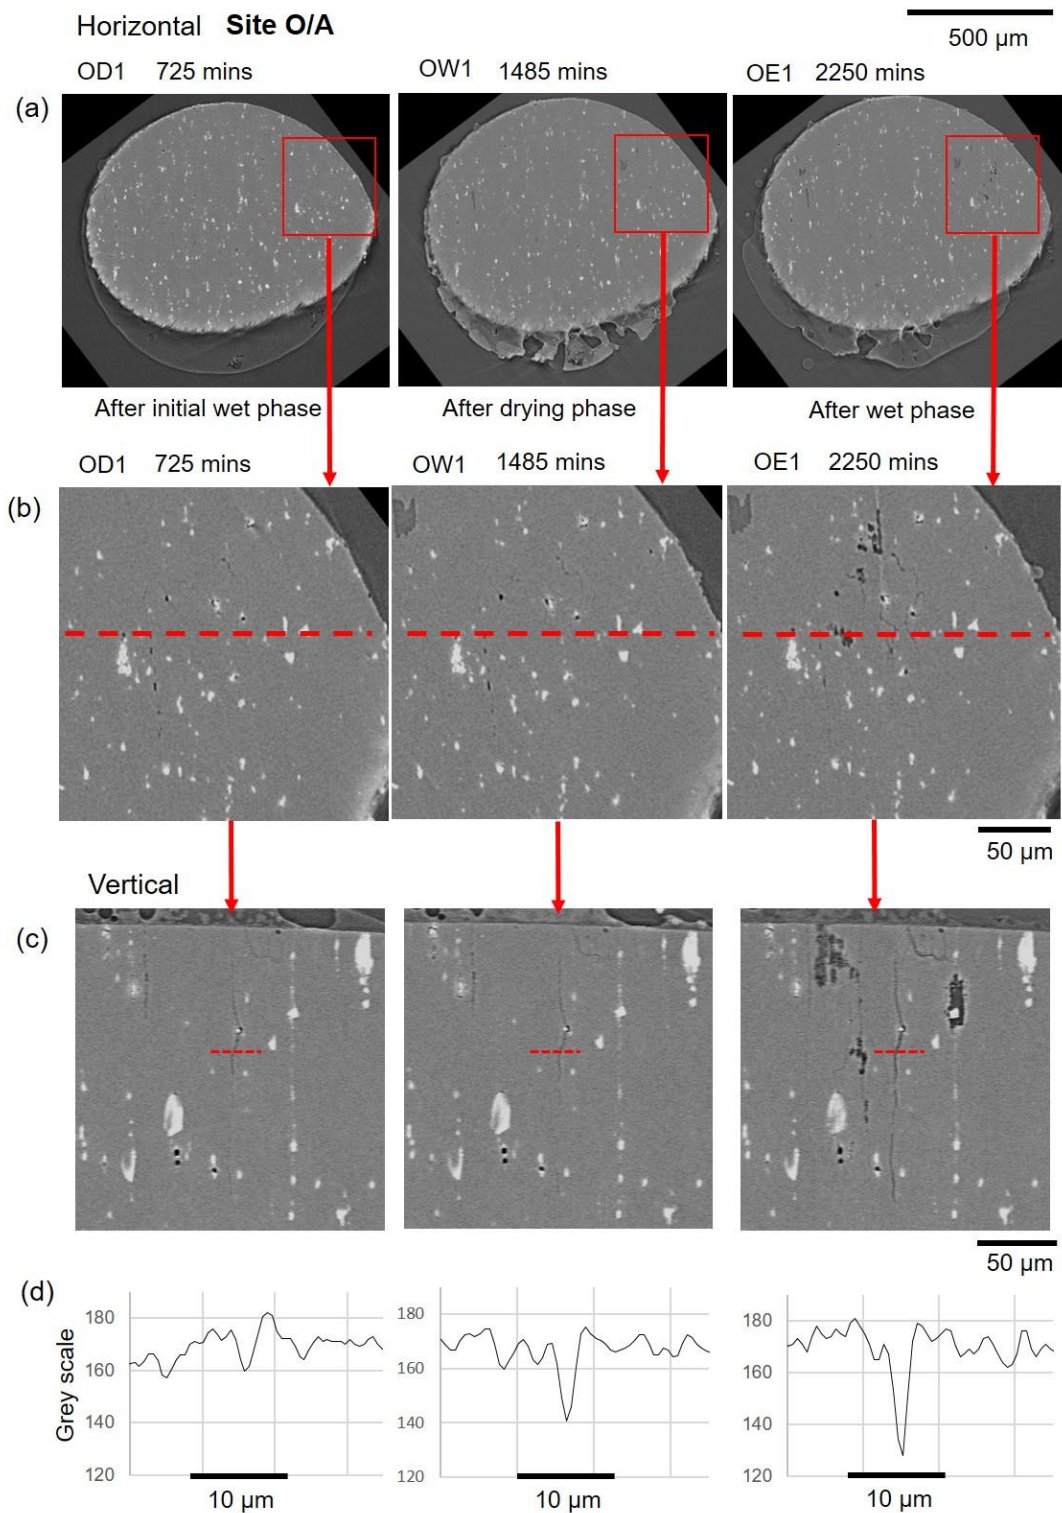 Horizontal Site O/A
500 µm
OD1 725 mins
OW1 1485 mins
OE1 2250 mins
(a)
After initial wet phase
After drying phase
After wet phase
OD1 725 mins
OW1 1485 mins
OE1 2250 mins
(b)
50 µm
Vertical
(c)
50 µm
(d)
Grey scale
180
160
140
120
10 µm
180
160
140
120
10 µm
180
160
140
120
10 µm